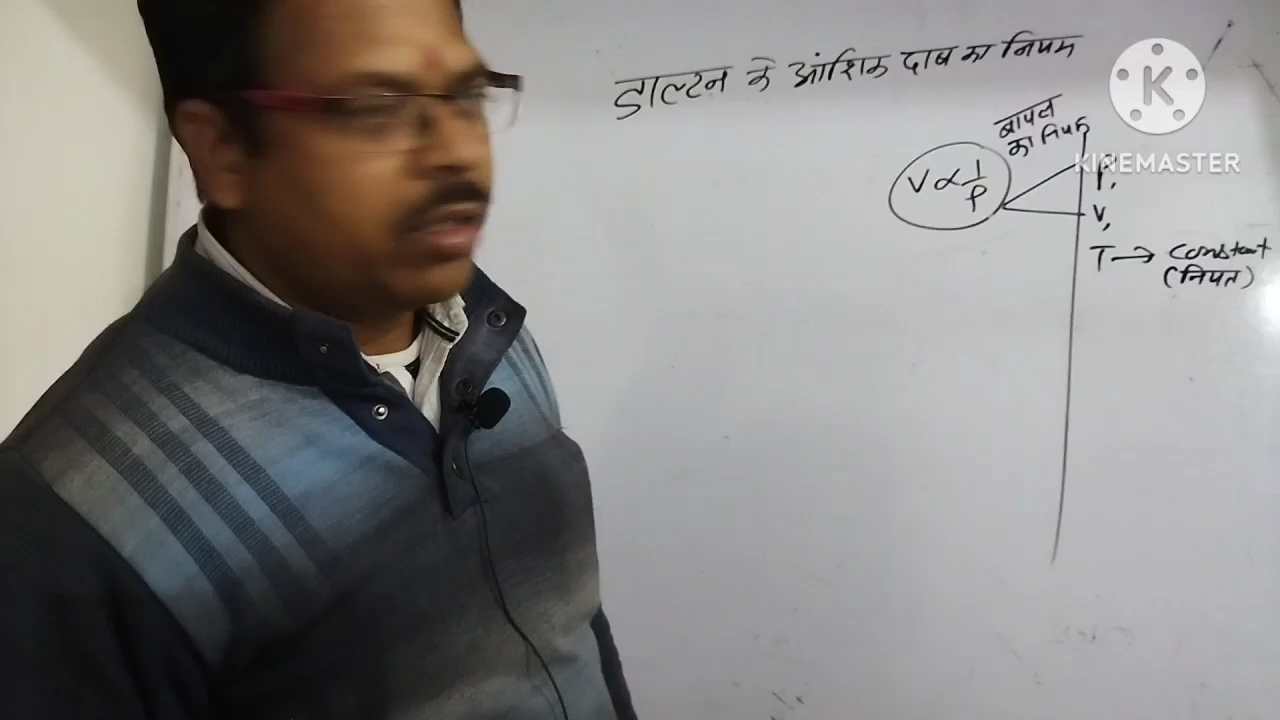 डाल्टन के आंशिक दाब का नियम
बायल
का नियम
V ∝ 1/P
P,
V,
T → Constant
(नियत)
K
KINEMASTER